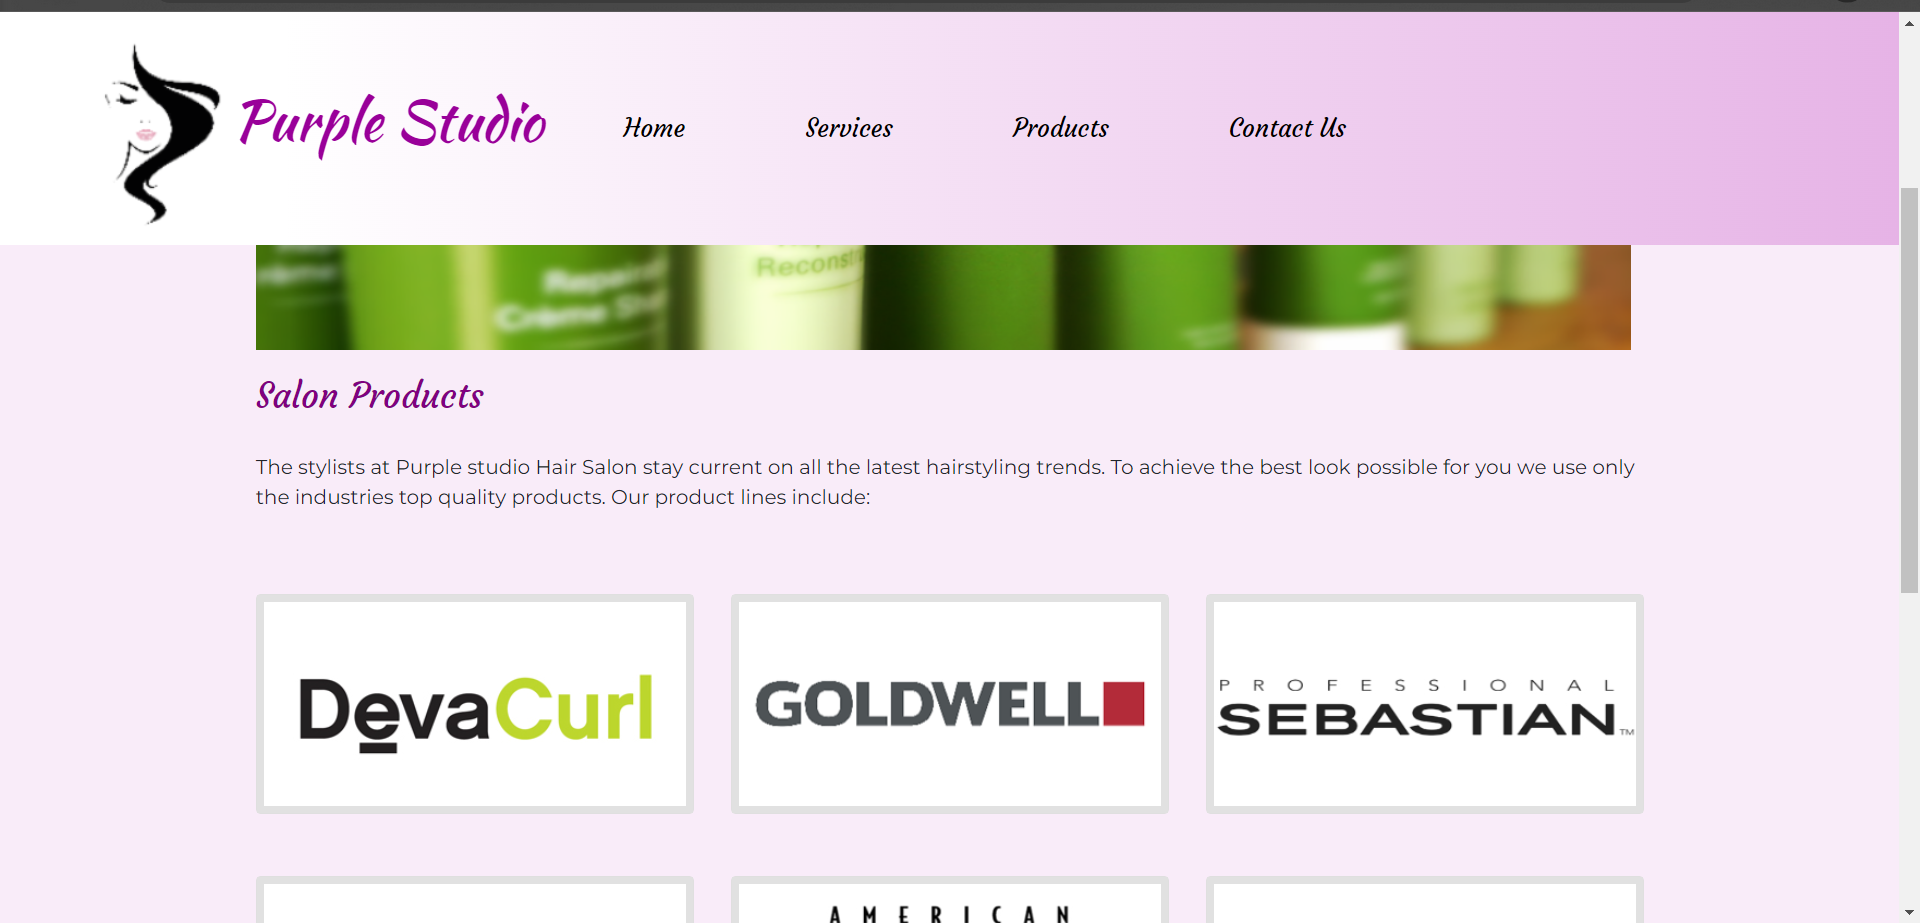 Purple Studio
Home
Services
Products
Contact Us
crème
Repair
Crème
Salon Products
The stylists at Purple studio Hair Salon stay current on all the latest hairstyling trends. To achieve the best look possible for you we use only
the industries top quality products. Our product lines include:
DevaCurl
GOLDWELL
PROFESSIONAL
SEBASTIAN™
AMERICAN